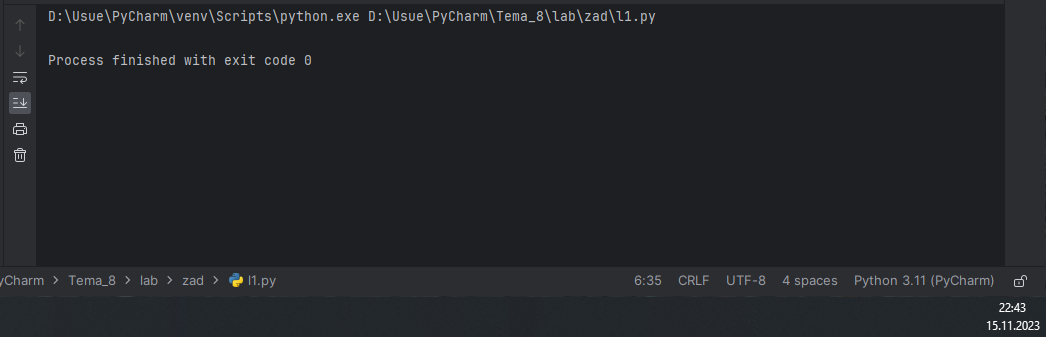 D:\Usue\PyCharm\venv\Scripts\python.exe D:\Usue\PyCharm\Tema_8\lab\zad\l1.py
Process finished with exit code 0
yCharm > Tema_8 > lab > zad > l1.py 6:35 CRLF UTF-8 4 spaces Python 3.11 (PyCharm)
22:43
15.11.2023